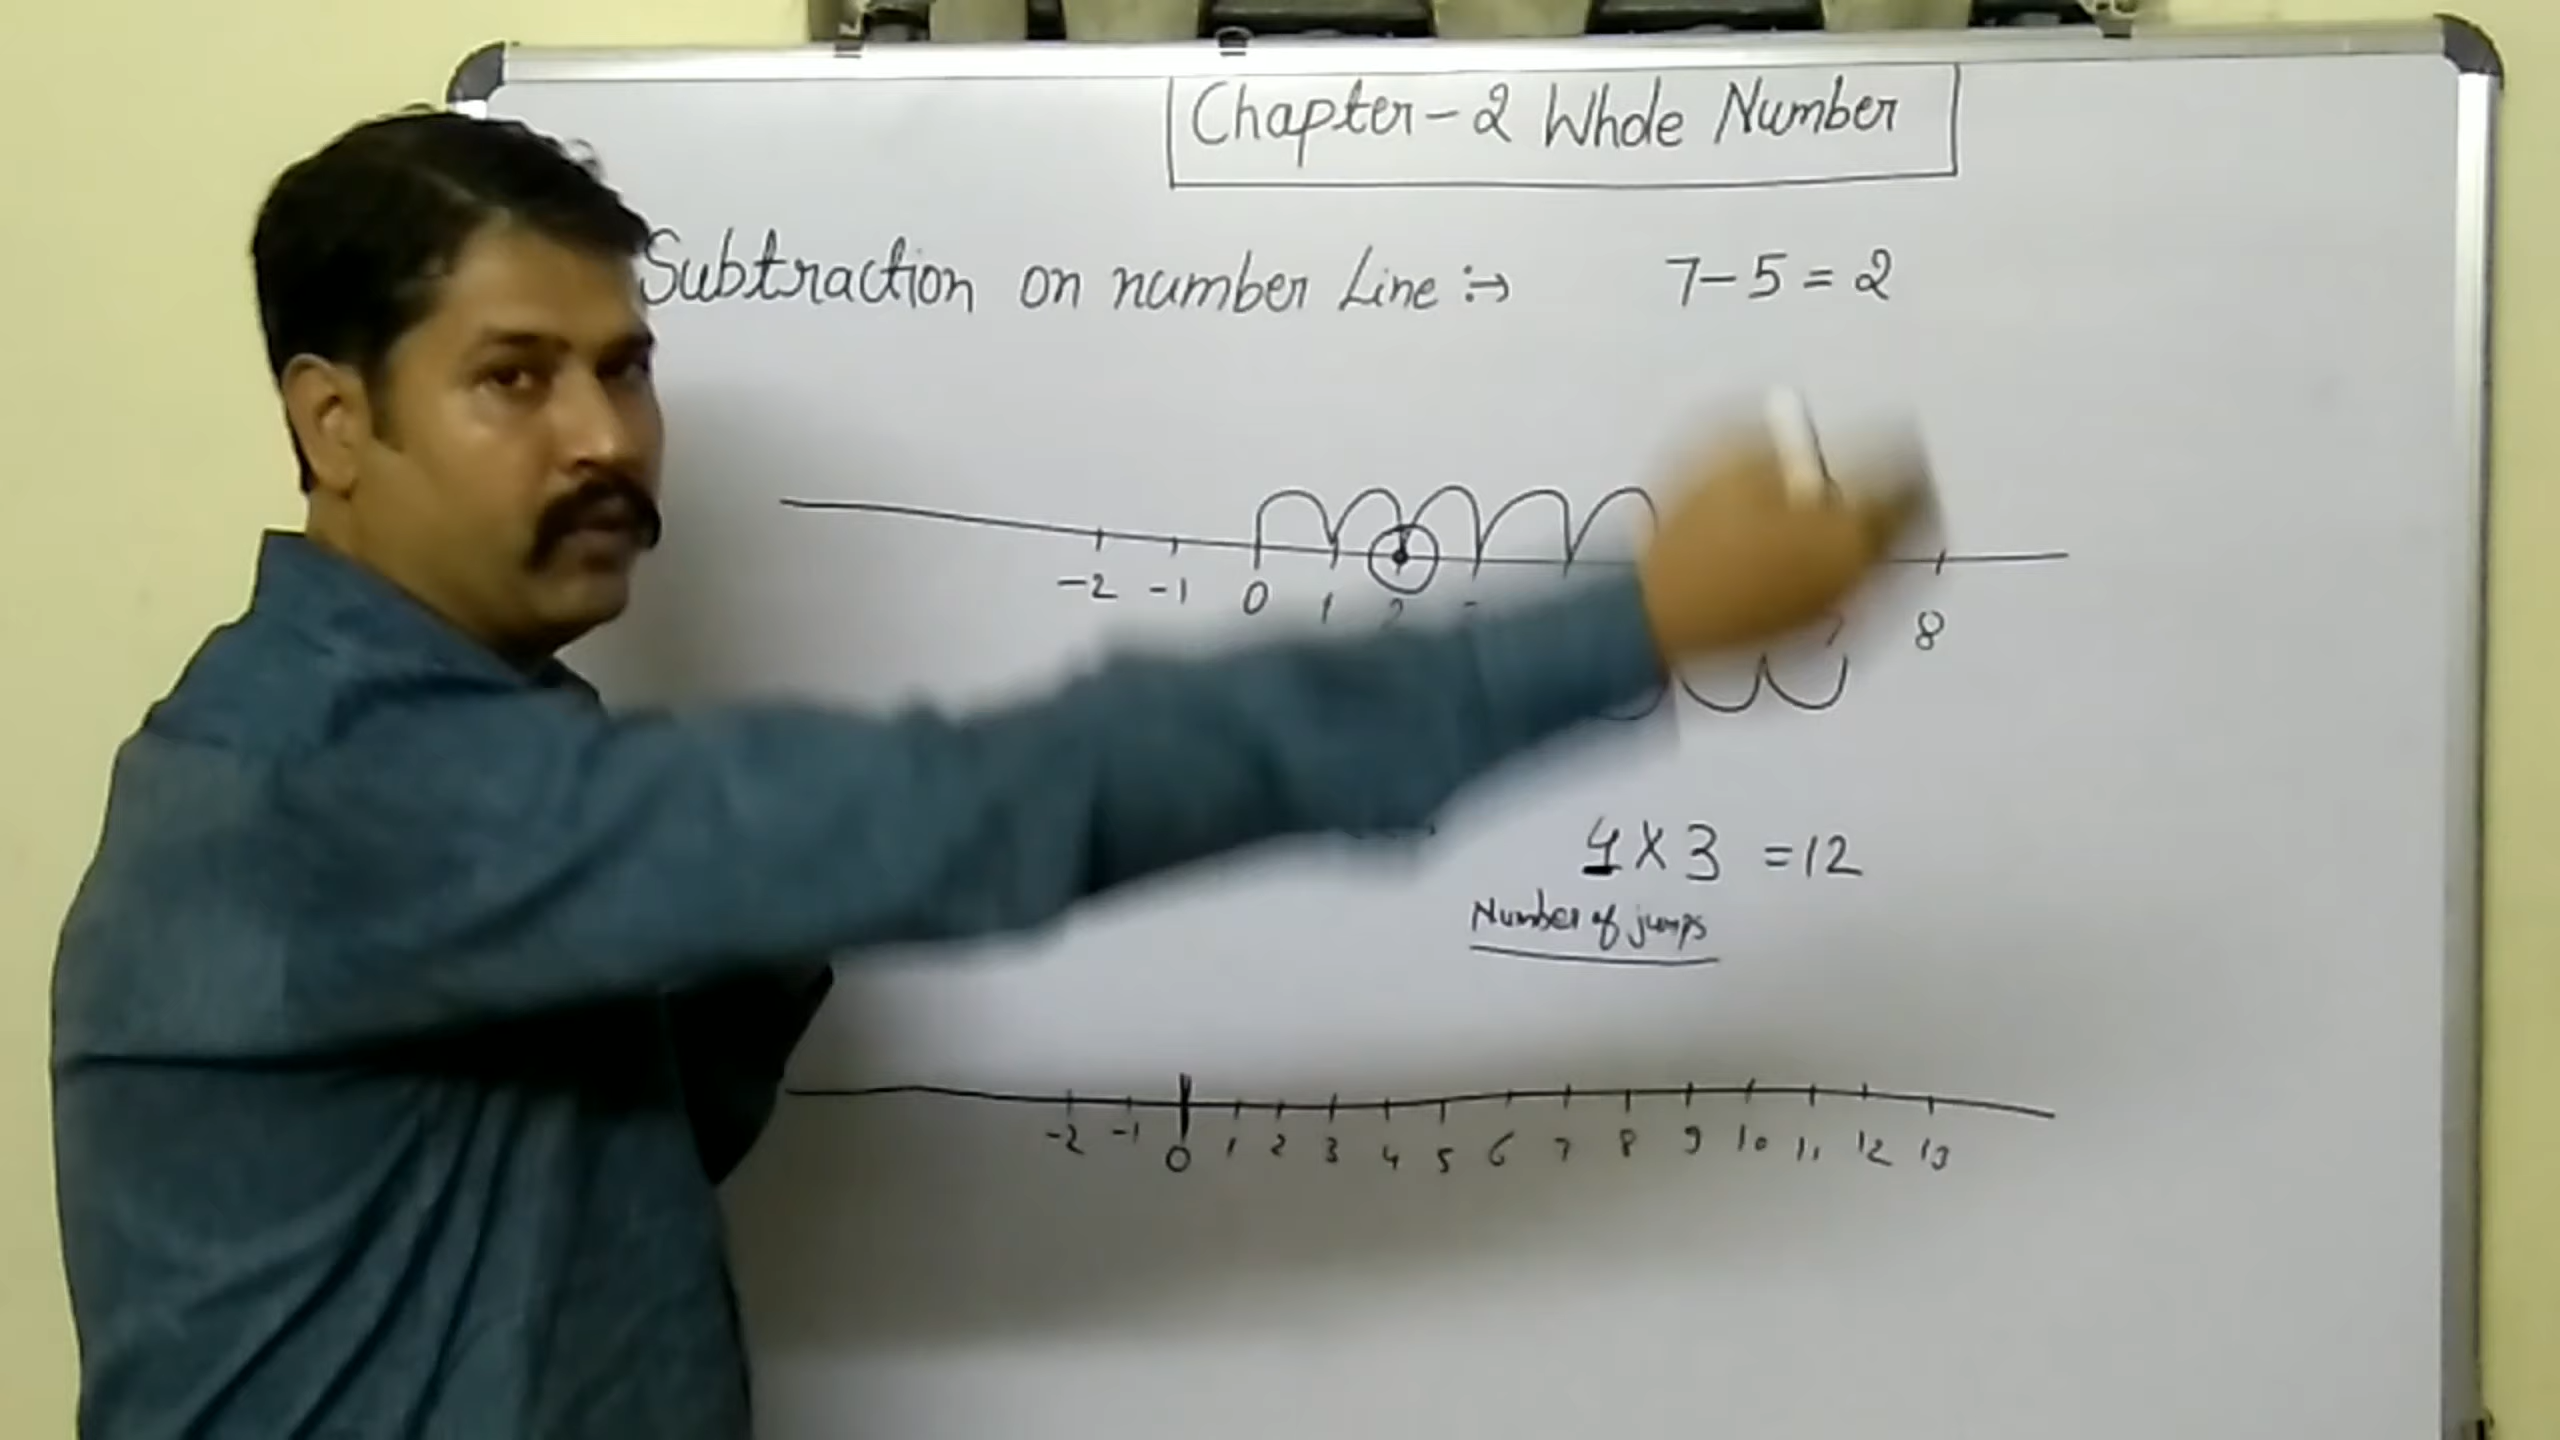 Chapter-2 Whole Number
Subtraction on number Line :→ 7-5=2
-2 -1 0 1 2 8
4 X 3 = 12
Number of jumps
-2 -1 0 1 2 3 4 5 6 7 8 9 10 11 12 13